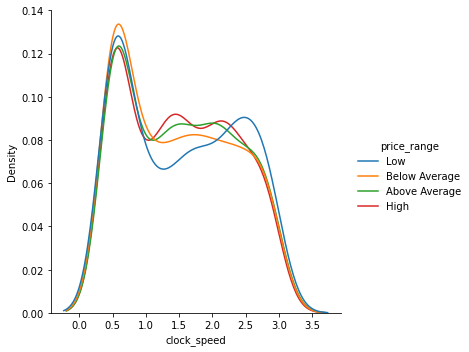 0.14
0.12
0.10
0.08
0.06
0.04
0.02
0.00
Density
0.0 0.5 1.0 1.5 2.0 2.5 3.0 3.5
clock_speed
price_range
Low
Below Average
Above Average
High